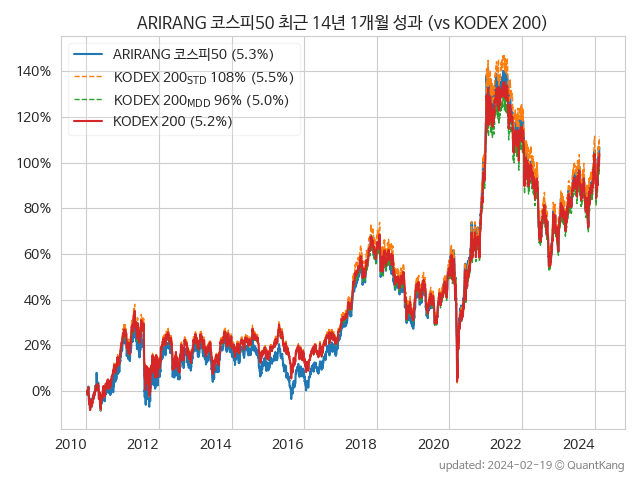 ARIRANG 코스피50 최근 14년 1개월 성과 (vs KODEX 200)
ARIRANG 코스피50 (5.3%)
KODEX 200STD 108% (5.5%)
KODEX 200MDD 96% (5.0%)
KODEX 200 (5.2%)
140%
120%
100%
80%
60%
40%
20%
0%
2010 2012 2014 2016 2018 2020 2022 2024
updated: 2024-02-19 © QuantKang